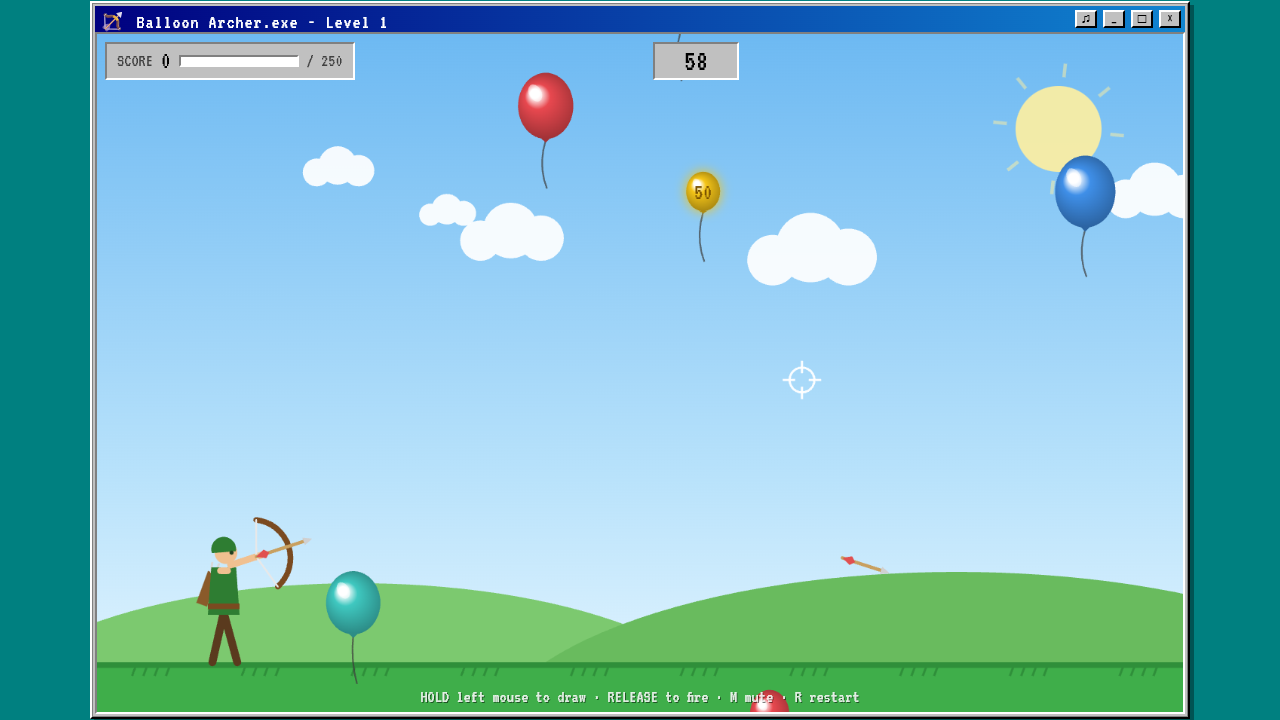 Balloon Archer.exe - Level 1
SCORE 0 / 250
58
50
HOLD left mouse to draw · RELEASE to fire · M mute · R restart